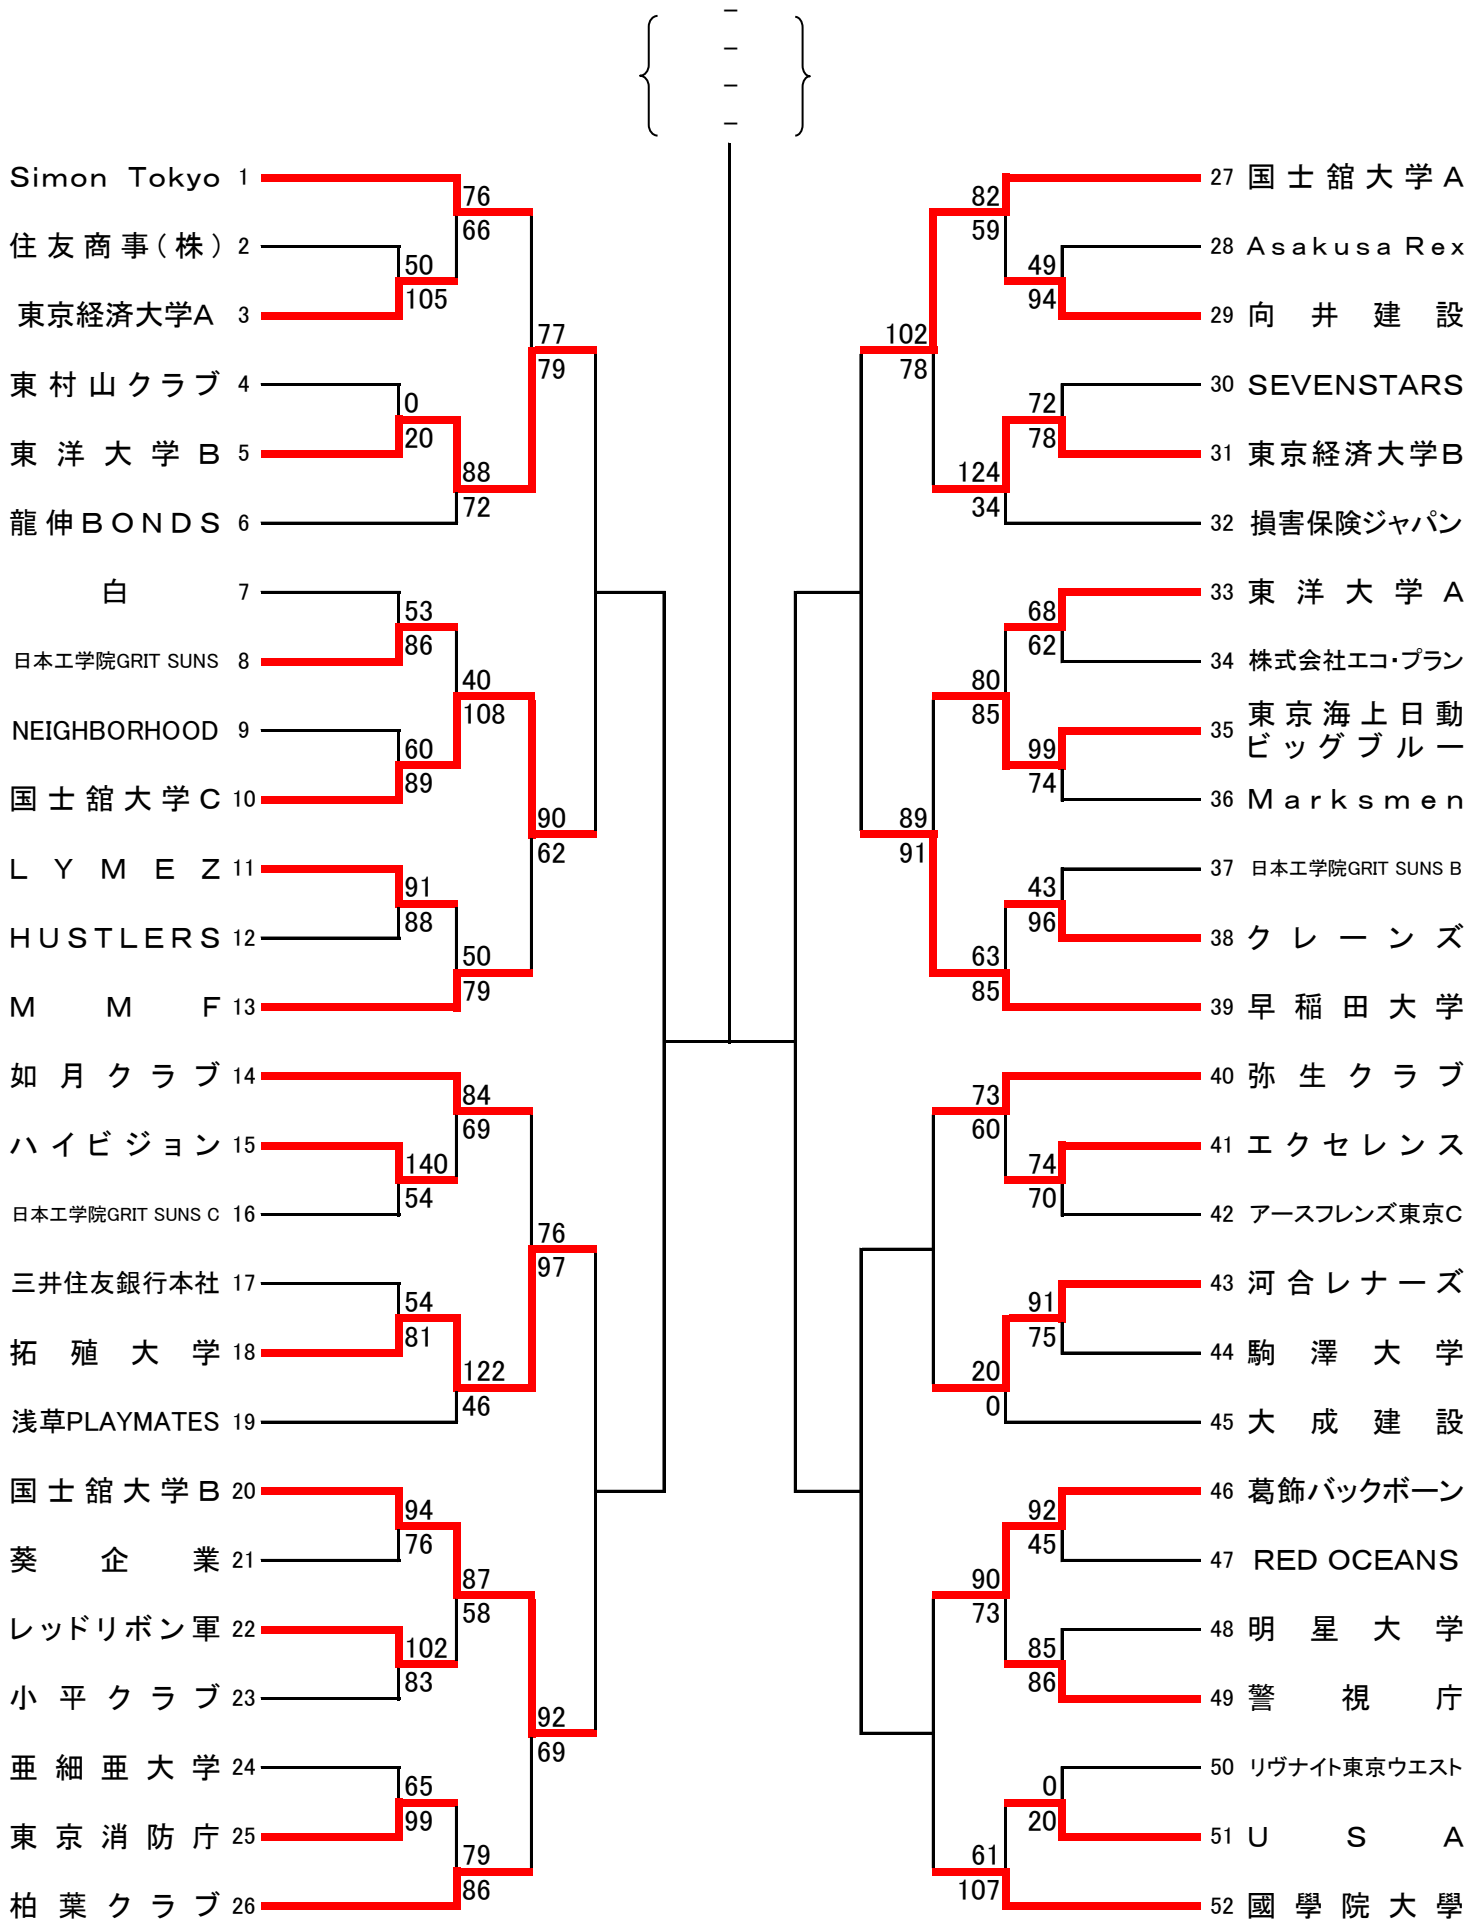 –
–
–
–
Simon Tokyo 1
住友商事(株) 2
東京経済大学A 3
東村山クラブ 4
東洋大学B 5
龍伸BONDS 6
白 7
日本工学院GRIT SUNS 8
NEIGHBORHOOD 9
国士舘大学C 10
LYMEZ 11
HUSTLERS 12
MMF 13
如月クラブ 14
ハイビジョン 15
日本工学院GRIT SUNS C 16
三井住友銀行本社 17
拓殖大学 18
浅草PLAYMATES 19
国士舘大学B 20
葵企業 21
レッドリボン軍 22
小平クラブ 23
亜細亜大学 24
東京消防庁 25
柏葉クラブ 26
50
105
0
20
53
86
60
89
91
88
140
54
54
81
94
76
102
83
65
99
76
66
88
72
40
108
50
79
84
69
122
46
87
58
79
86
77
79
90
62
76
97
92
69
102
78
89
91
82
59
124
34
80
85
63
85
73
60
20
0
90
73
61
107
49
94
72
78
68
62
99
74
43
96
74
70
91
75
92
45
85
86
0
20
27 国士舘大学A
28 Asakusa Rex
29 向井建設
30 SEVENSTARS
31 東京経済大学B
32 損害保険ジャパン
33 東洋大学A
34 株式会社エコ・プラン
35 東京海上日動
ビッグブルー
36 Marksmen
37 日本工学院GRIT SUNS B
38 クレーンズ
39 早稲田大学
40 弥生クラブ
41 エクセレンス
42 アースフレンズ東京C
43 河合レナーズ
44 駒澤大学
45 大成建設
46 葛飾バックボーン
47 RED OCEANS
48 明星大学
49 警視庁
50 リヴナイト東京ウエスト
51 USA
52 國學院大學